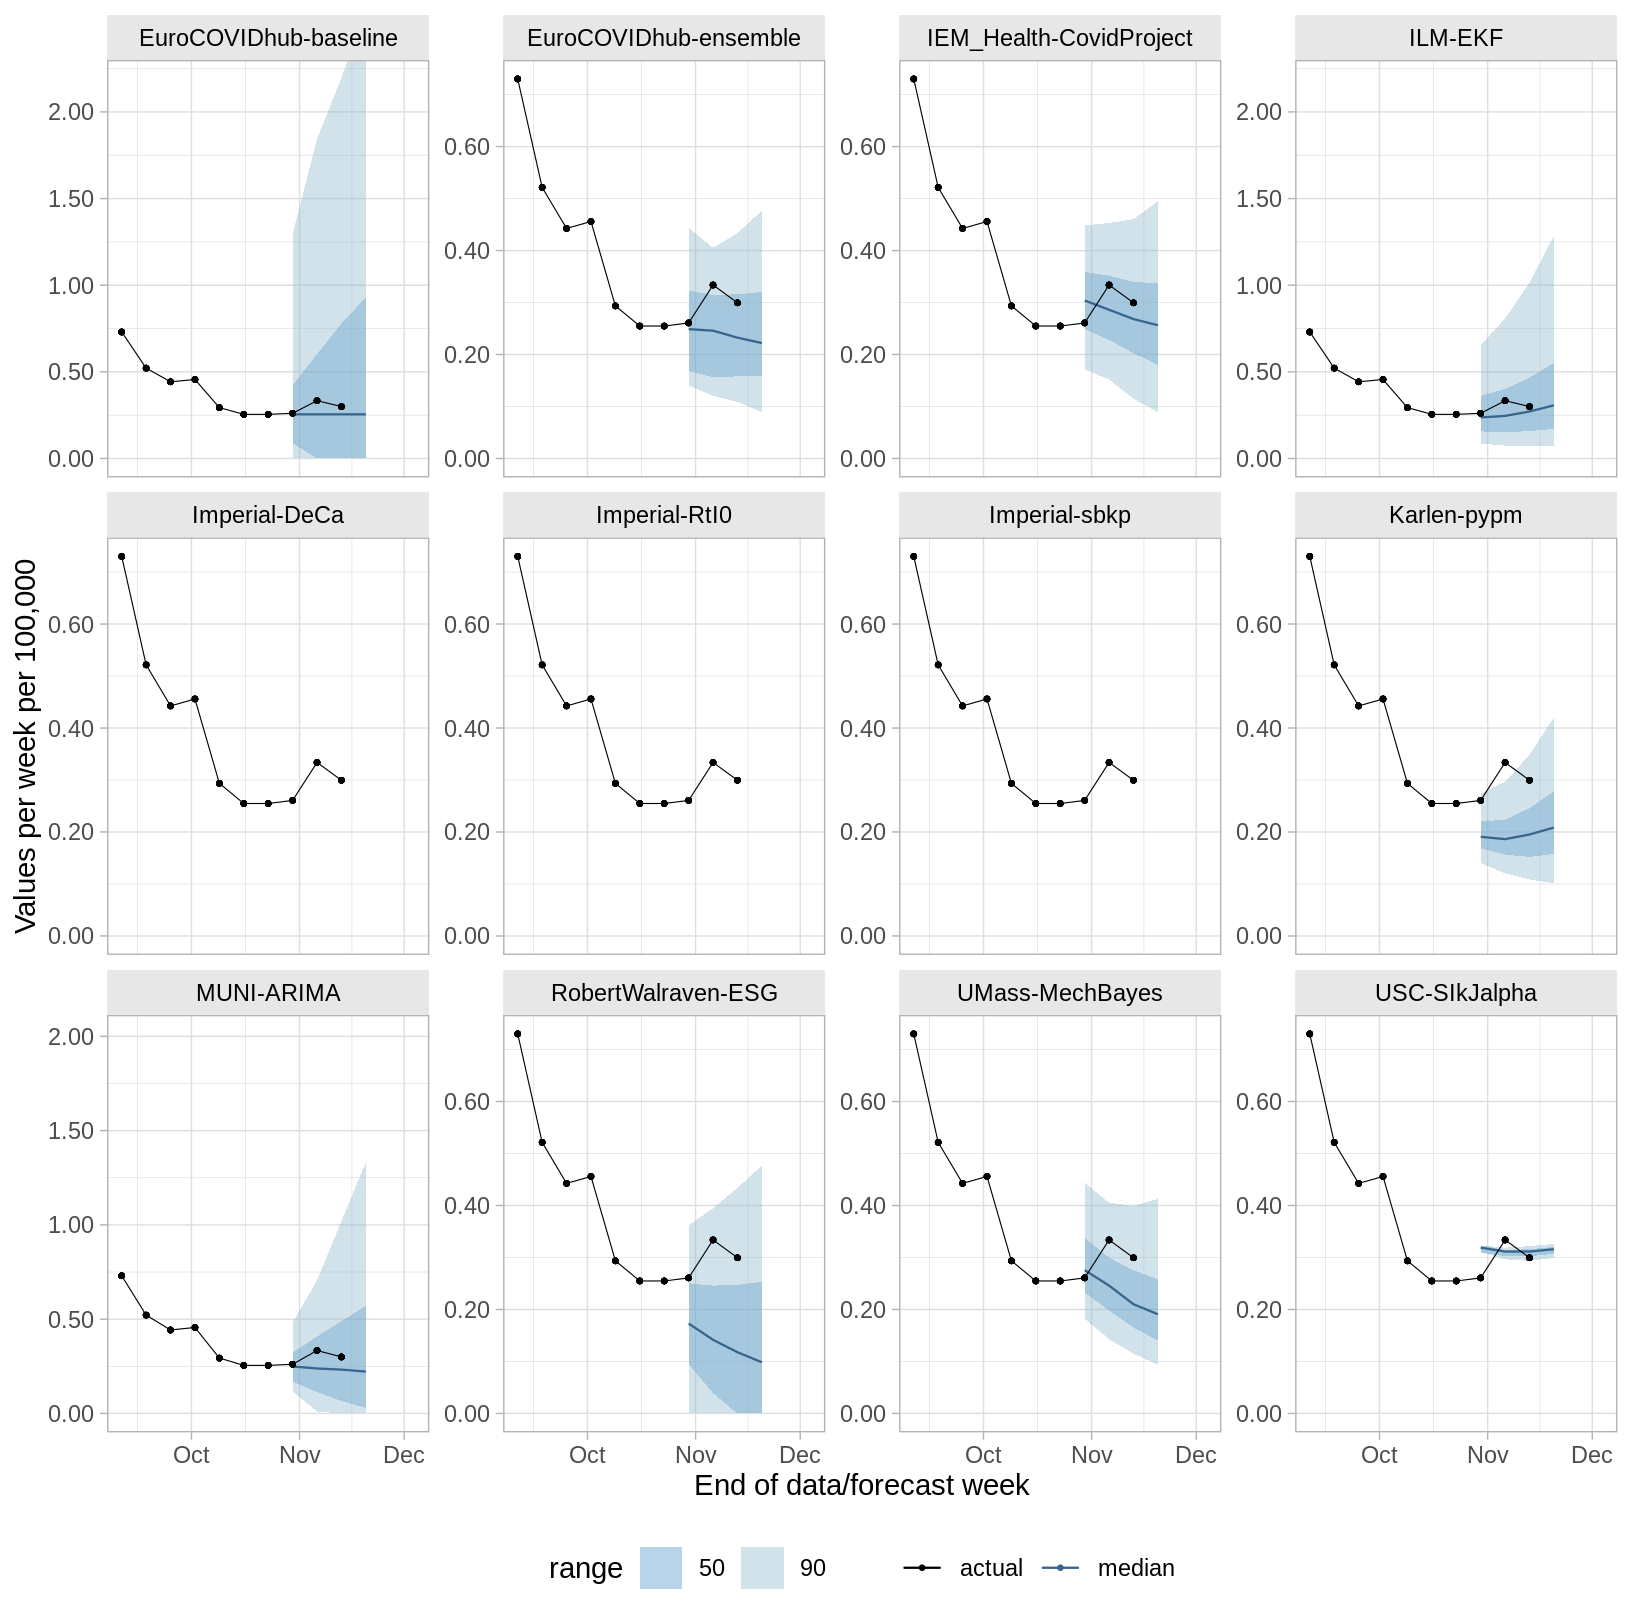 EuroCOVIDhub-baseline EuroCOVIDhub-ensemble IEM_Health-CovidProject ILM-EKF
2.00 0.60 0.60 2.00
1.50 0.40 0.40 1.50
1.00 0.20 0.20 1.00
0.50 0.00 0.00 0.50
0.00 0.00
Imperial-DeCa Imperial-RtI0 Imperial-sbkp Karlen-pypm
0.60 0.60 0.60 0.60
0.40 0.40 0.40 0.40
0.20 0.20 0.20 0.20
0.00 0.00 0.00 0.00
Values per week per 100,000
MUNI-ARIMA RobertWalraven-ESG UMass-MechBayes USC-SIkJalpha
2.00 0.60 0.60 0.60
1.50 0.40 0.40 0.40
1.00 0.20 0.20 0.20
0.50 0.00 0.00 0.00
0.00
Oct Nov Dec Oct Nov Dec Oct Nov Dec Oct Nov Dec
End of data/forecast week
range 50 90 actual median